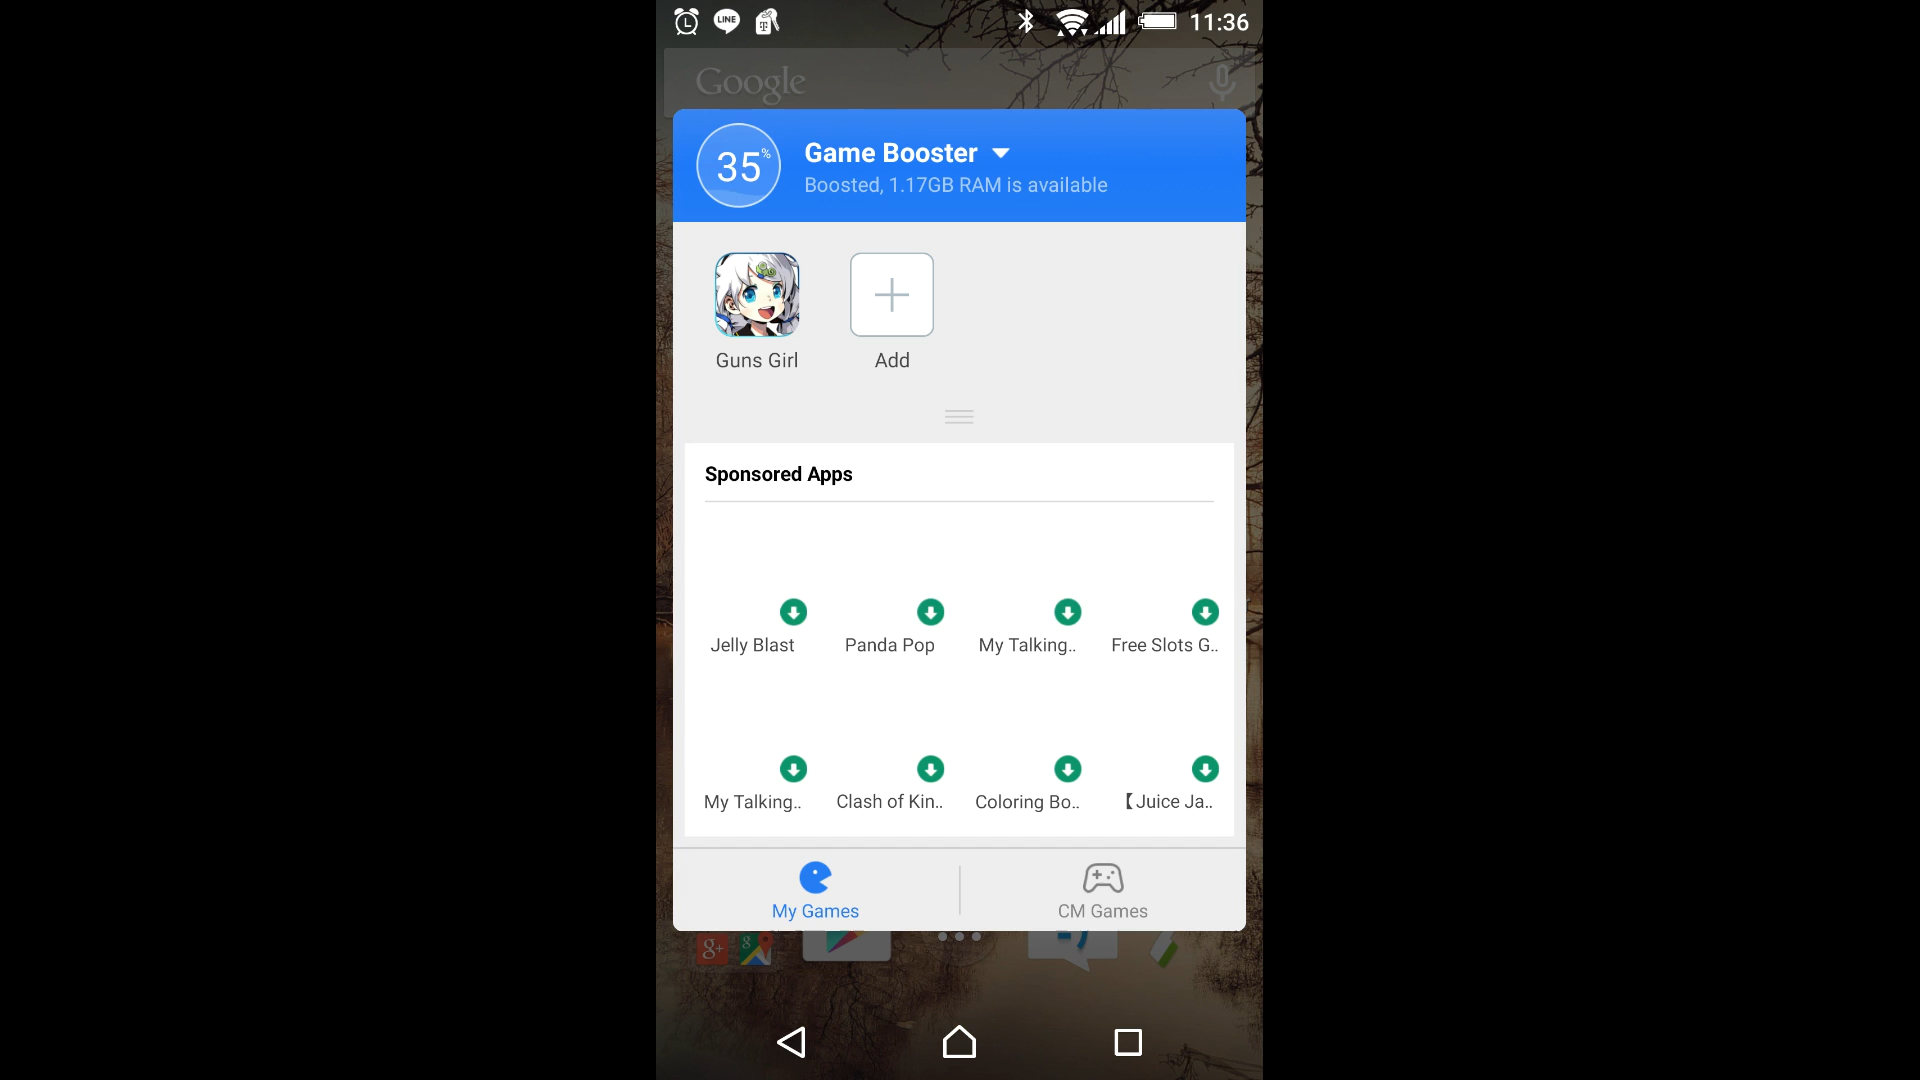 LINE
T
11:36
Google
35%
Game Booster
Boosted, 1.17GB RAM is available
Guns Girl
Add
Sponsored Apps
Jelly Blast
Panda Pop
My Talking..
Free Slots G..
My Talking..
Clash of Kin..
Coloring Bo..
【Juice Ja..
My Games
CM Games
g+
g